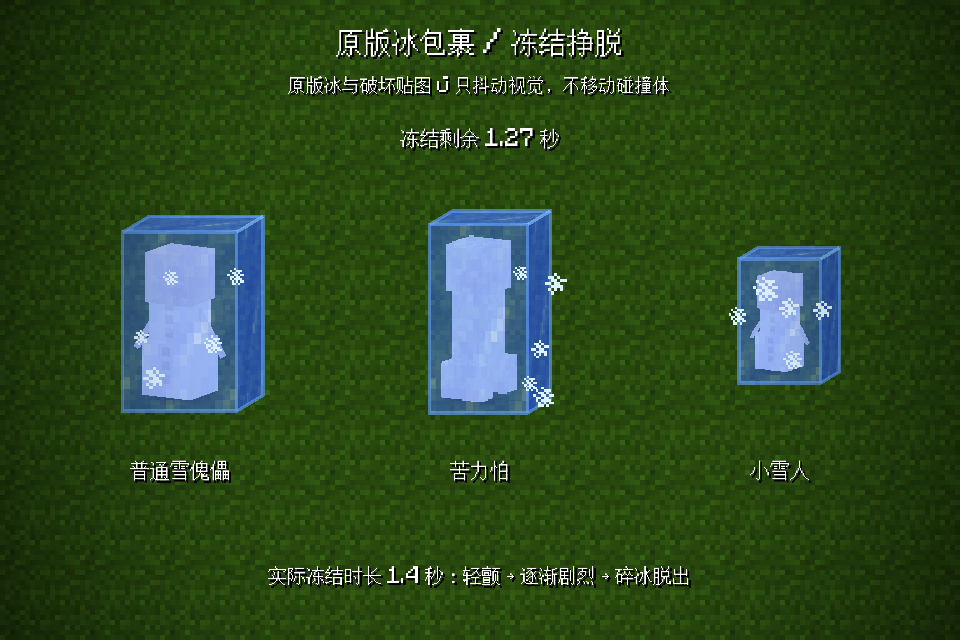 原版冰包裹 / 冻结挣脱
原版冰与破坏贴图 Ü 只抖动视觉，不移动碰撞体
冻结剩余 1.27 秒
普通雪傀儡
苦力怕
小雪人
实际冻结时长 1.4 秒：轻颤 → 逐渐剧烈 → 碎冰脱出